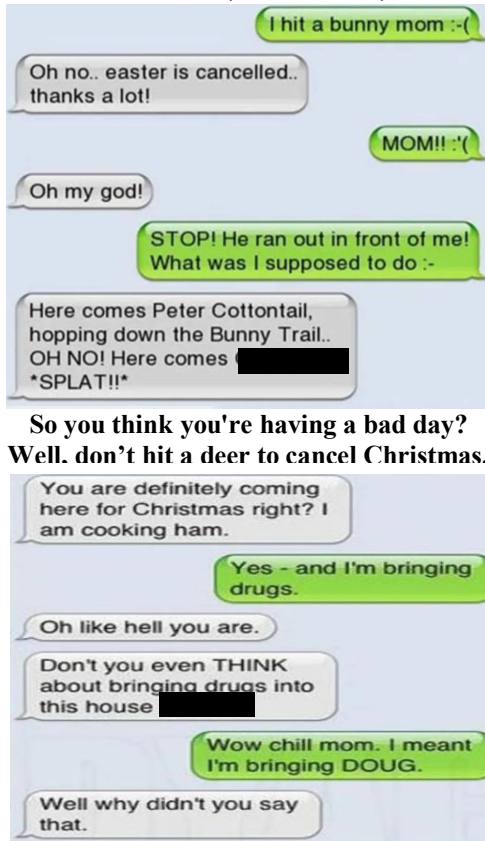 I hit a bunny mom :-(
Oh no.. easter is cancelled..
thanks a lot!
MOM!! :'(
Oh my god!
STOP! He ran out in front of me!
What was I supposed to do :-
Here comes Peter Cottontail,
hopping down the Bunny Trail..
OH NO! Here comes
*SPLAT!!*
So you think you're having a bad day?
Well, don’t hit a deer to cancel Christmas.
You are definitely coming
here for Christmas right? I
am cooking ham.
Yes - and I'm bringing
drugs.
Oh like hell you are.
Don't you even THINK
about bringing drugs into
this house
Wow chill mom. I meant
I'm bringing DOUG.
Well why didn't you say
that.